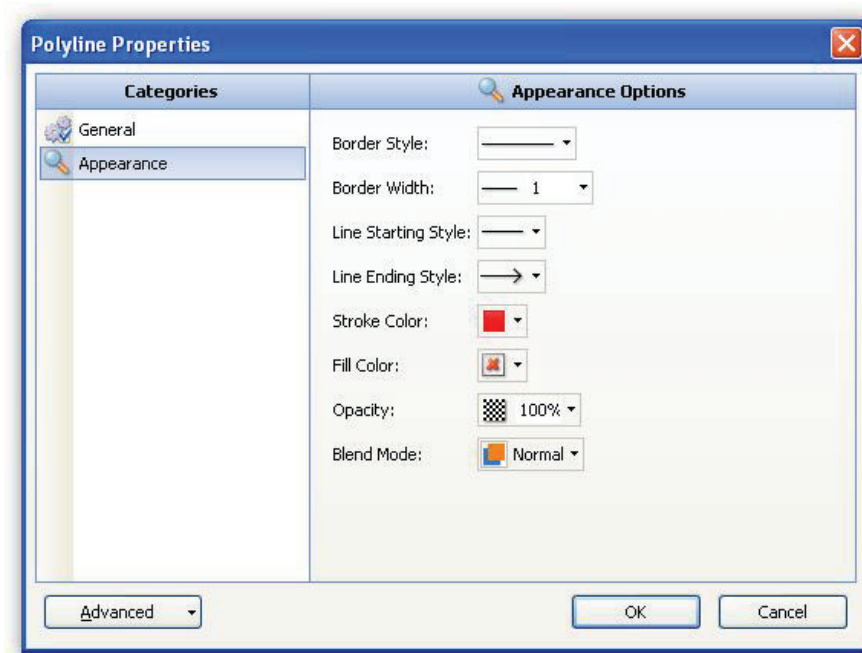 Polyline Properties
Categories
General
Appearance
Appearance Options
Border Style:
Border Width: 1
Line Starting Style:
Line Ending Style:
Stroke Color:
Fill Color:
Opacity: 100%
Blend Mode: Normal
Advanced
OK
Cancel